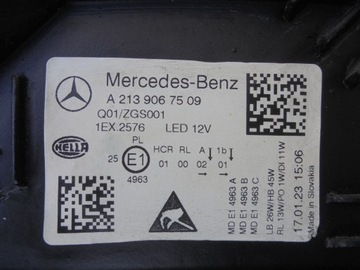 Mercedes-Benz
A 213 906 75 09
Q01/ZGS001
1EX.2576 LED 12V
PL
HELLA
25 E1 HCR RL A 1b
01 00 02 01
4963
MD E1 4963 A
MD E1 4963 B
MD E1 4963 C
LB 26W/HB 45W
RL 13W/PO 1W/DI 11W
17.01.23 15:06
Made in Slovakia